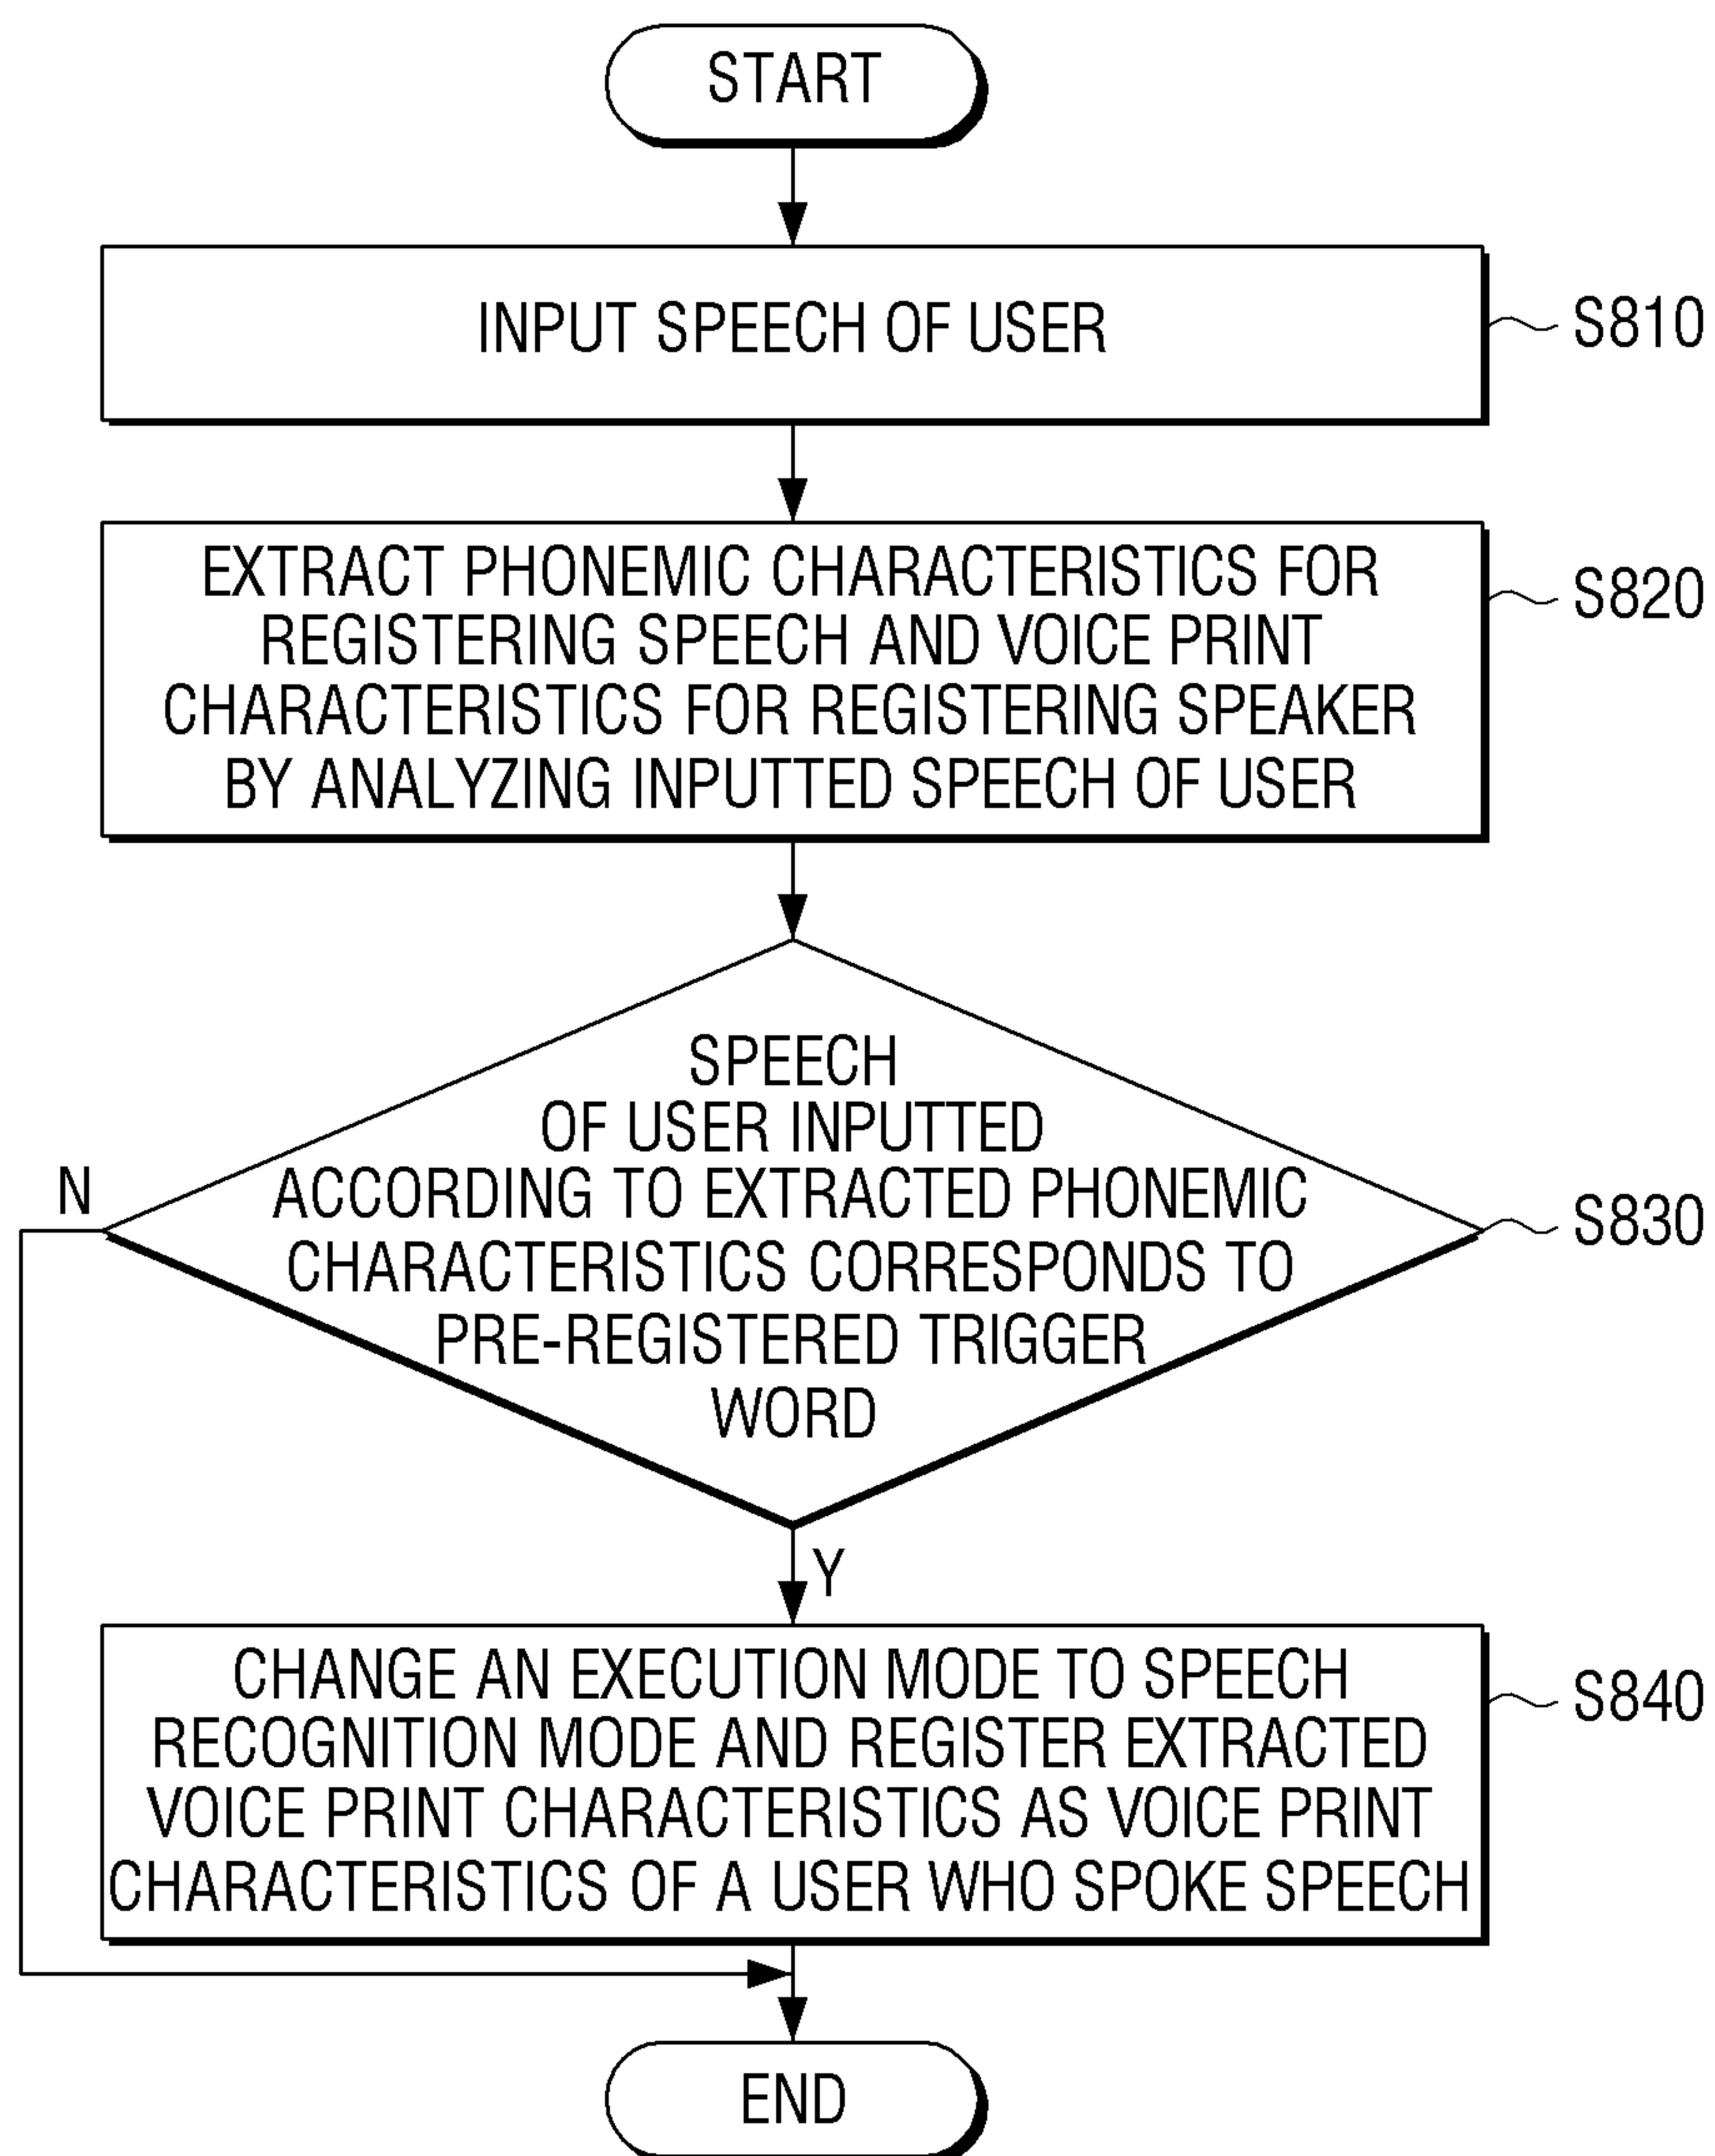 START
INPUT SPEECH OF USER
S810
EXTRACT PHONEMIC CHARACTERISTICS FOR
REGISTERING SPEECH AND VOICE PRINT
CHARACTERISTICS FOR REGISTERING SPEAKER
BY ANALYZING INPUTTED SPEECH OF USER
S820
SPEECH
OF USER INPUTTED
ACCORDING TO EXTRACTED PHONEMIC
CHARACTERISTICS CORRESPONDS TO
PRE-REGISTERED TRIGGER
WORD
N
S830
Y
CHANGE AN EXECUTION MODE TO SPEECH
RECOGNITION MODE AND REGISTER EXTRACTED
VOICE PRINT CHARACTERISTICS AS VOICE PRINT
CHARACTERISTICS OF A USER WHO SPOKE SPEECH
S840
END